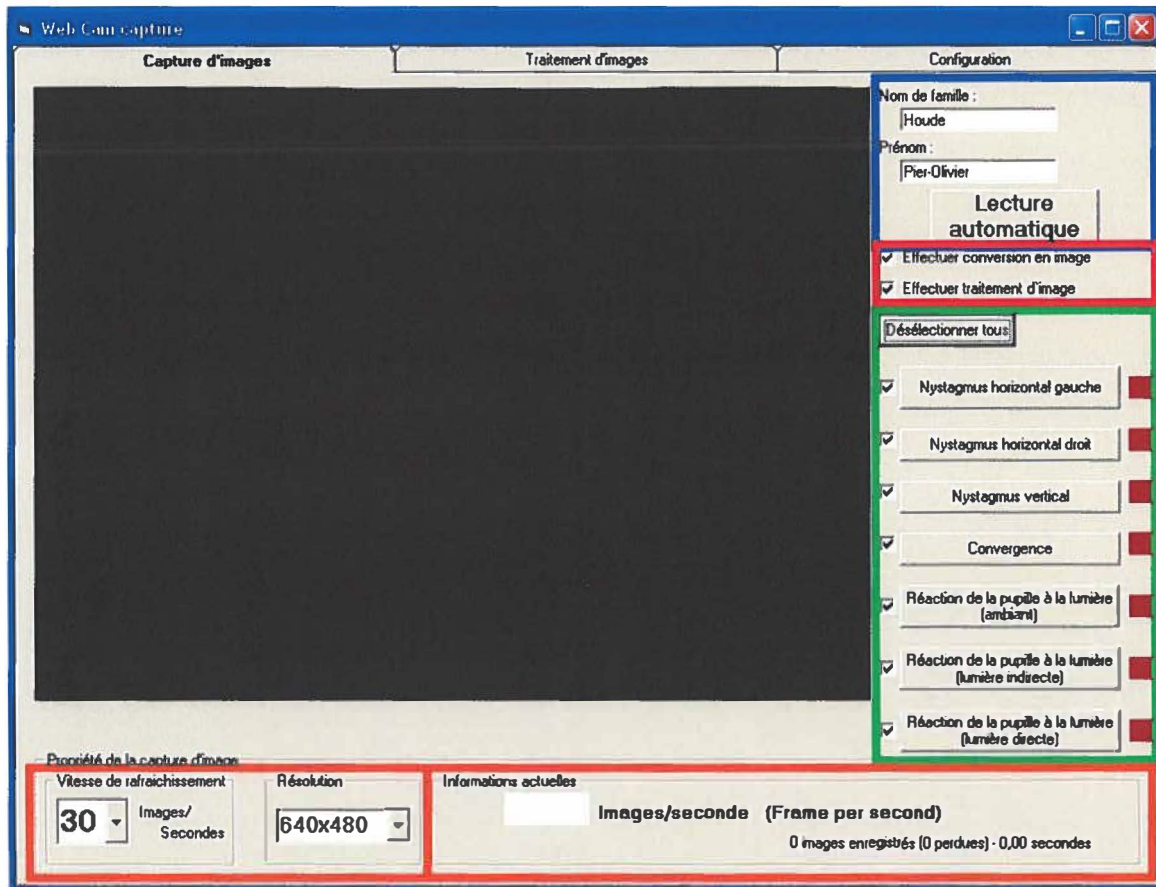 Web Cam capture
Capture d'images
Traitement d'images
Configuration
Nom de famille :
Houde
Prénom :
Pier-Olivier
Lecture
automatique
Effectuer conversion en image
Effectuer traitement d'image
Désélectionner tous
Nystagmus horizontal gauche
Nystagmus horizontal droit
Nystagmus vertical
Convergence
Réaction de la pupille à la lumière
(ambiant)
Réaction de la pupille à la lumière
(lumière indirecte)
Réaction de la pupille à la lumière
(lumière directe)
Propriété de la capture d'image
Vitesse de rafraichissement
30
Images/
Secondes
Résolution
640x480
Informations actuelles
Images/seconde (Frame per second)
0 images enregistrés (0 perdues) - 0,00 secondes